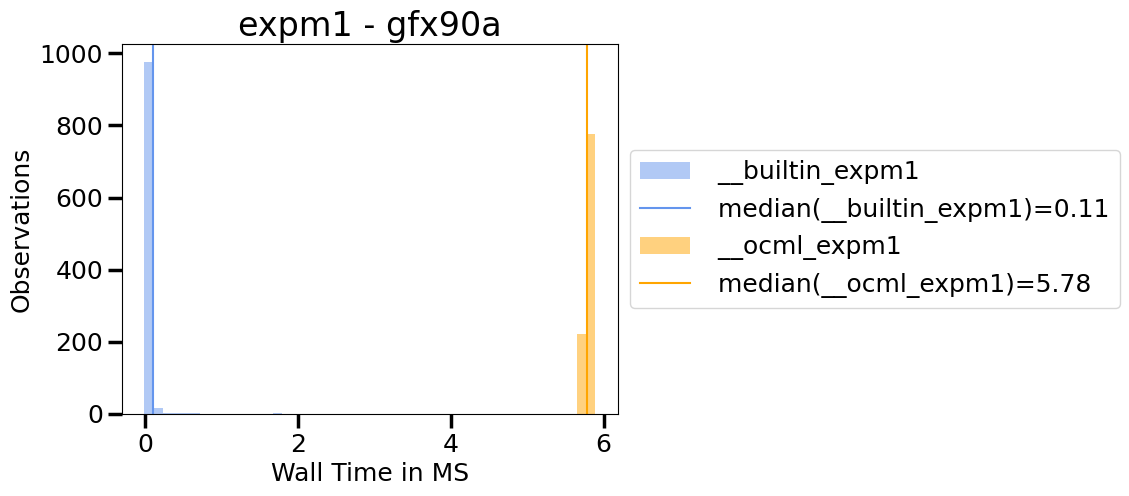 expm1 - gfx90a
1000
800
600
400
200
0
Observations
0 2 4 6
Wall Time in MS
__builtin_expm1
median(__builtin_expm1)=0.11
__ocml_expm1
median(__ocml_expm1)=5.78